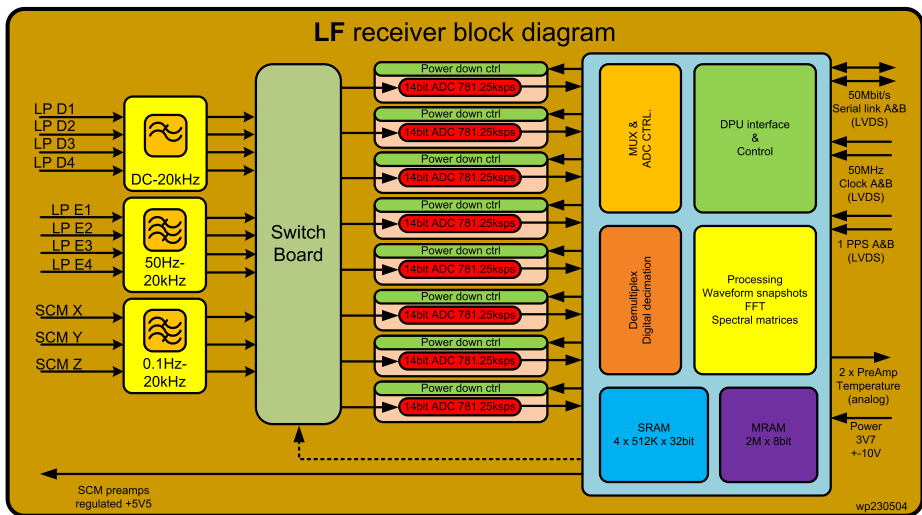 LF receiver block diagram
LP D1
LP D2
LP D3
LP D4
DC-20kHz
LP E1
LP E2
LP E3
LP E4
50Hz-
20kHz
SCM X
SCM Y
SCM Z
0.1Hz-
20kHz
Switch
Board
Power down ctrl
14bit ADC 781.25ksps
Power down ctrl
14bit ADC 781.25ksps
Power down ctrl
14bit ADC 781.25ksps
Power down ctrl
14bit ADC 781.25ksps
Power down ctrl
14bit ADC 781.25ksps
Power down ctrl
14bit ADC 781.25ksps
Power down ctrl
14bit ADC 781.25ksps
Power down ctrl
14bit ADC 781.25ksps
MUX &
ADC CTRL.
DPU interface
&
Control
Demultiplex
Digital decimation
Processing
Waveform snapshots
FFT
Spectral matrices
SRAM
4 x 512K x 32bit
MRAM
2M x 8bit
50Mbit/s
Serial link A&B
(LVDS)
50MHz
Clock A&B
(LVDS)
1 PPS A&B
(LVDS)
2 x PreAmp
Temperature
(analog)
Power
3V7
+-10V
SCM preamps
regulated +5V5
wp230504